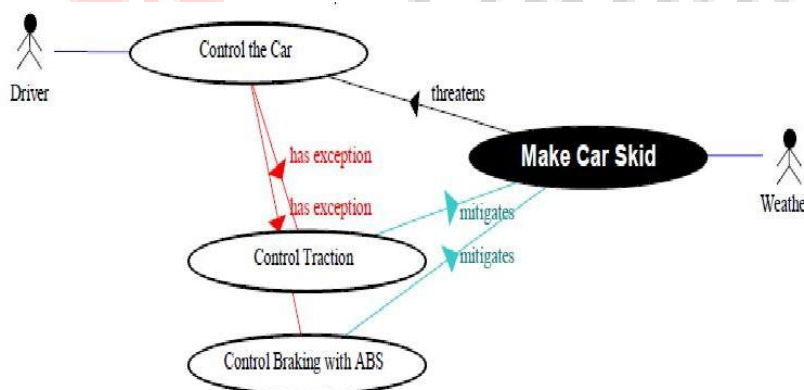 Control the Car
Driver
threatens
Make Car Skid
has exception
has exception
mitigates
Weathe
Control Traction
mitigates
Control Braking with ABS